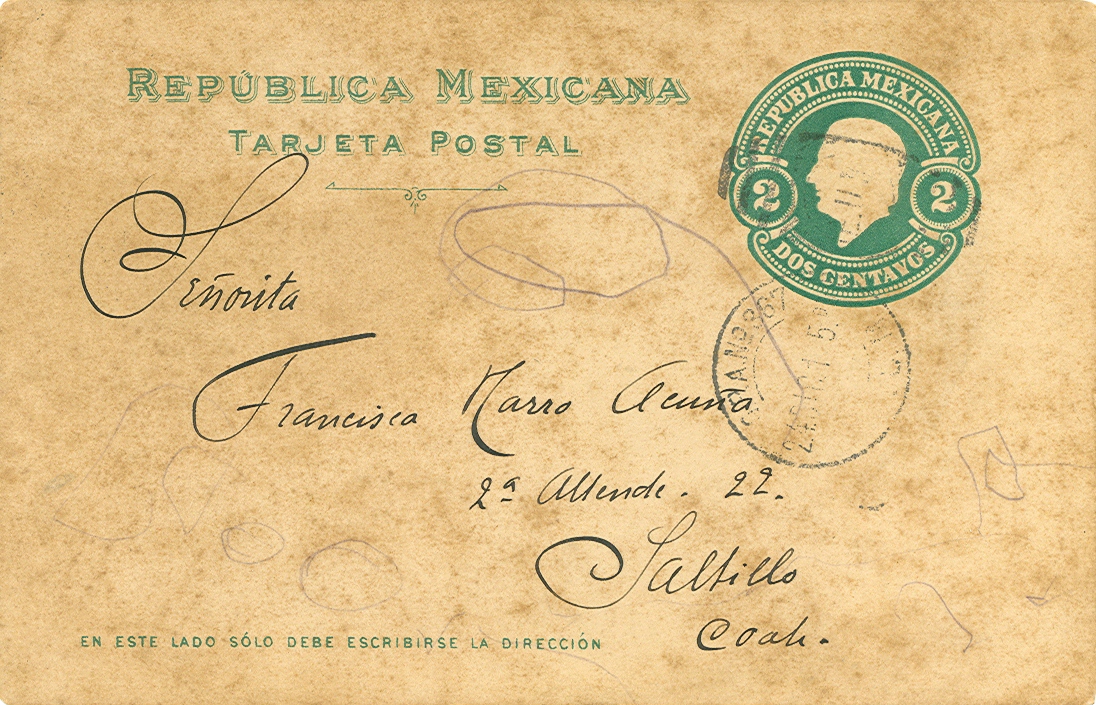 REPÚBLICA MEXICANA
TARJETA POSTAL
REPUBLICA MEXICANA
2 2
DOS CENTAVOS
Señorita
Francisca Narro Acuña
2ª Allende. 22.
Saltillo
Coah.
EN ESTE LADO SÓLO DEBE ESCRIBIRSE LA DIRECCIÓN